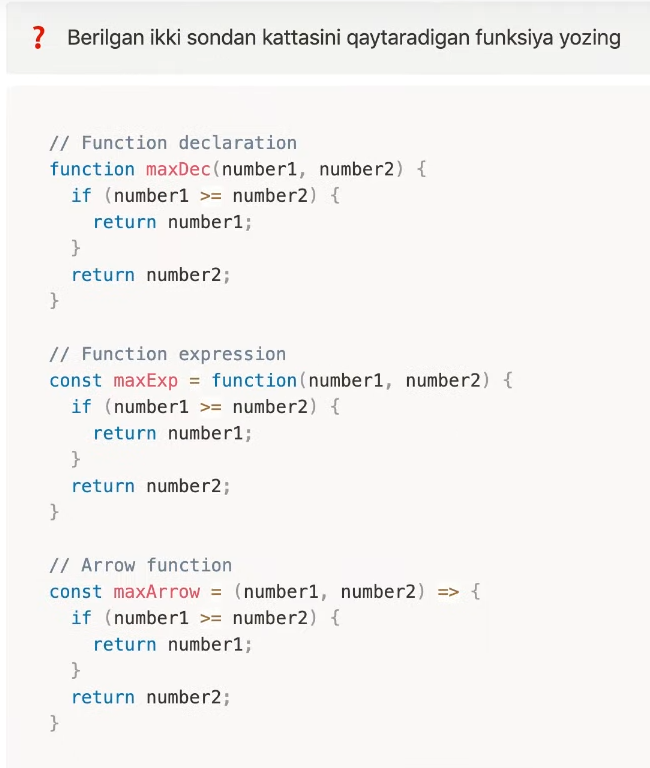 ❓ Berilgan ikki sondan kattasini qaytaradigan funksiya yozing
// Function declaration
function maxDec(number1, number2) {
  if (number1 >= number2) {
    return number1;
  }
  return number2;
}
// Function expression
const maxExp = function(number1, number2) {
  if (number1 >= number2) {
    return number1;
  }
  return number2;
}
// Arrow function
const maxArrow = (number1, number2) => {
  if (number1 >= number2) {
    return number1;
  }
  return number2;
}